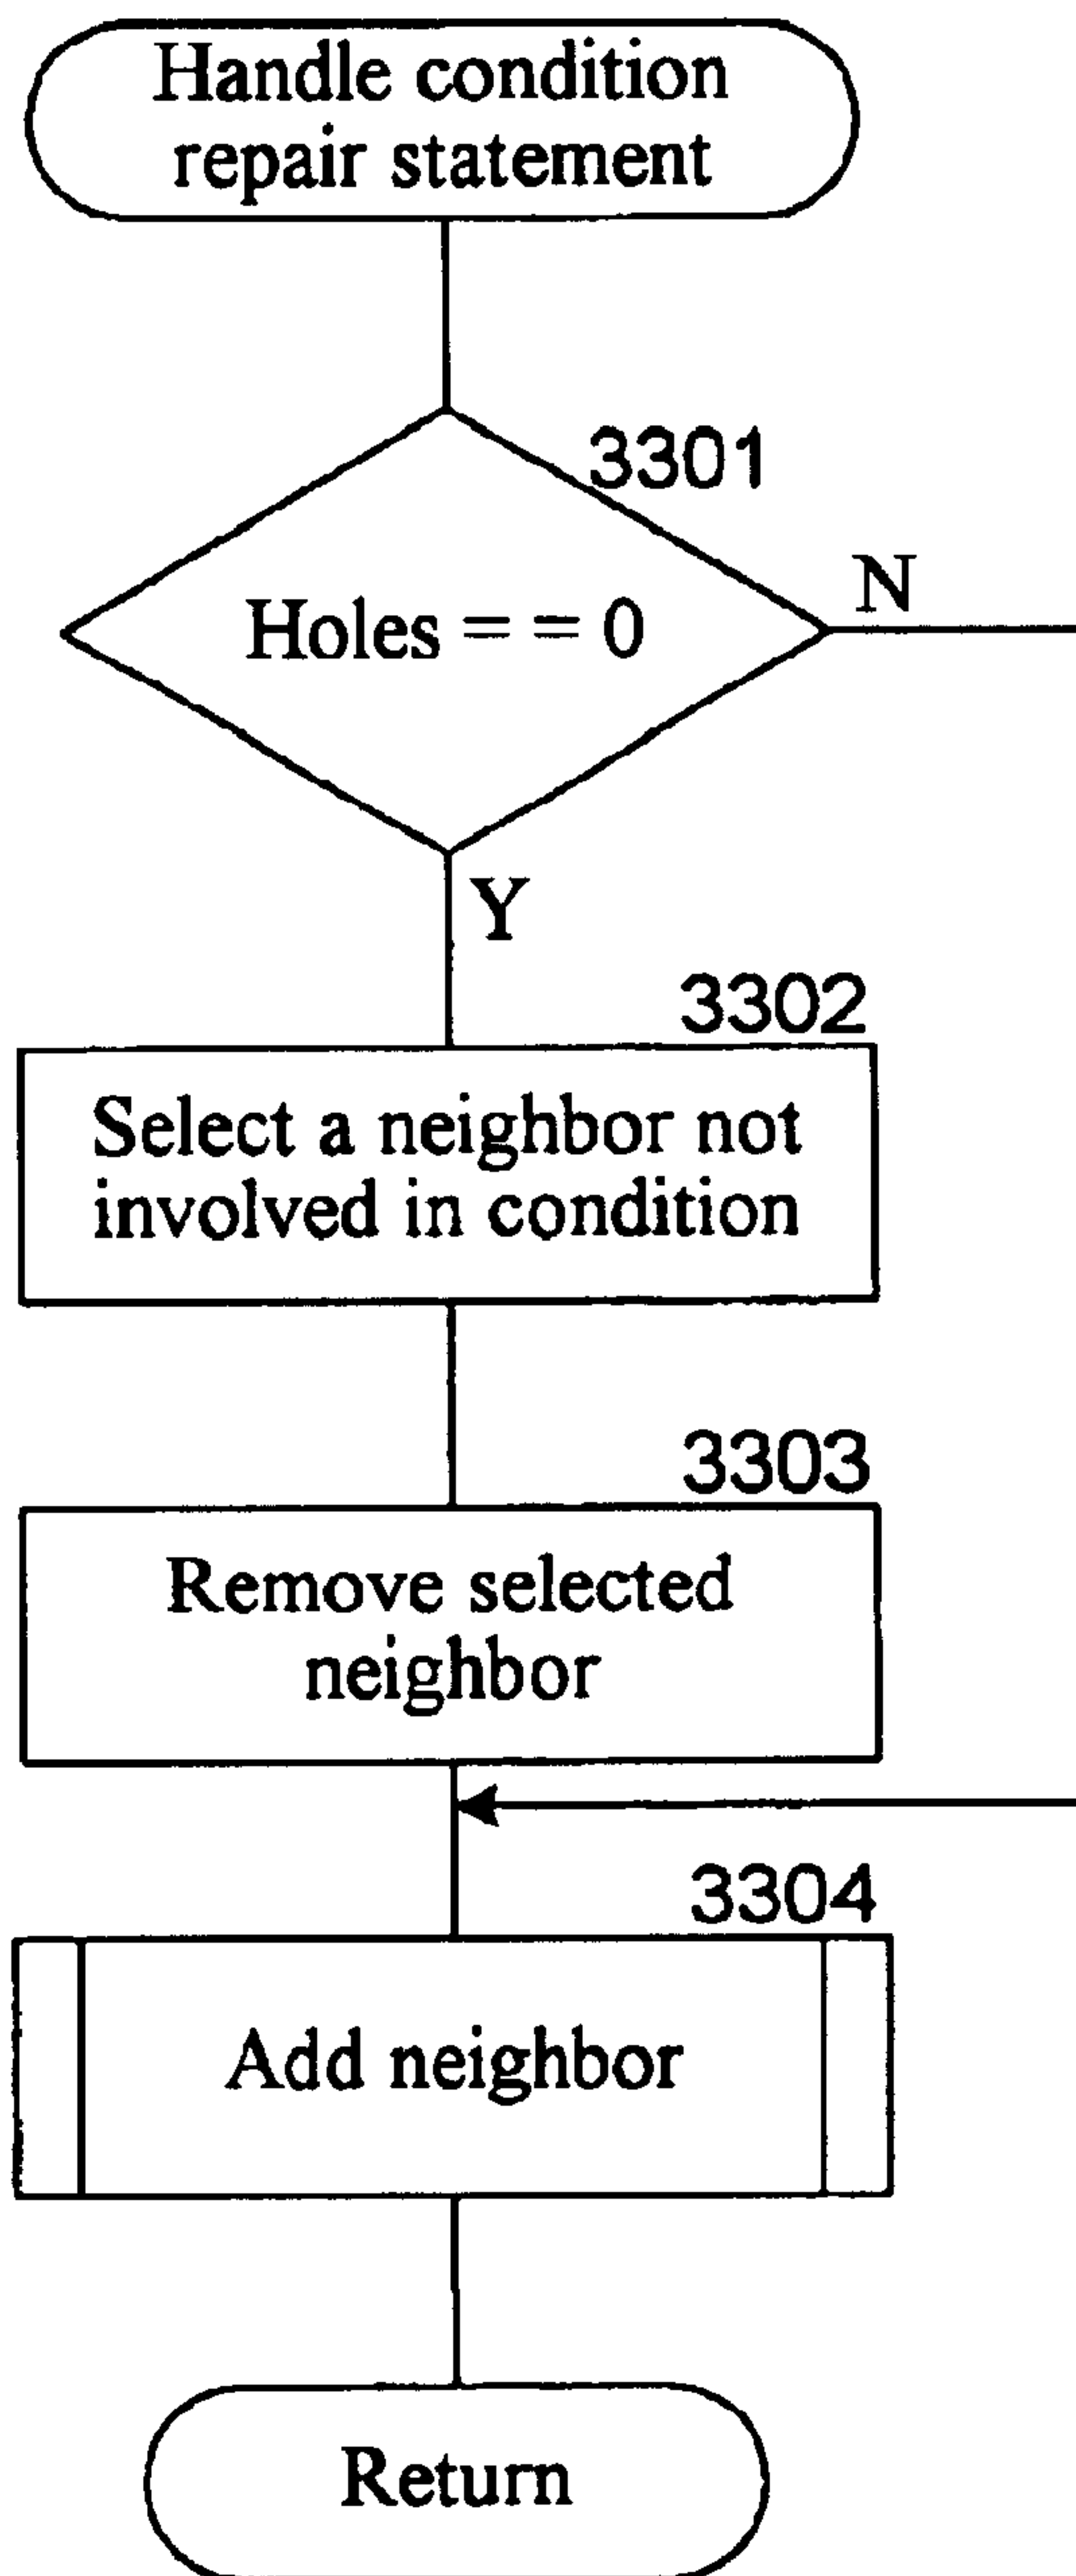 Handle condition
repair statement
3301
Holes = = 0
N
Y
3302
Select a neighbor not
involved in condition
3303
Remove selected
neighbor
3304
Add neighbor
Return